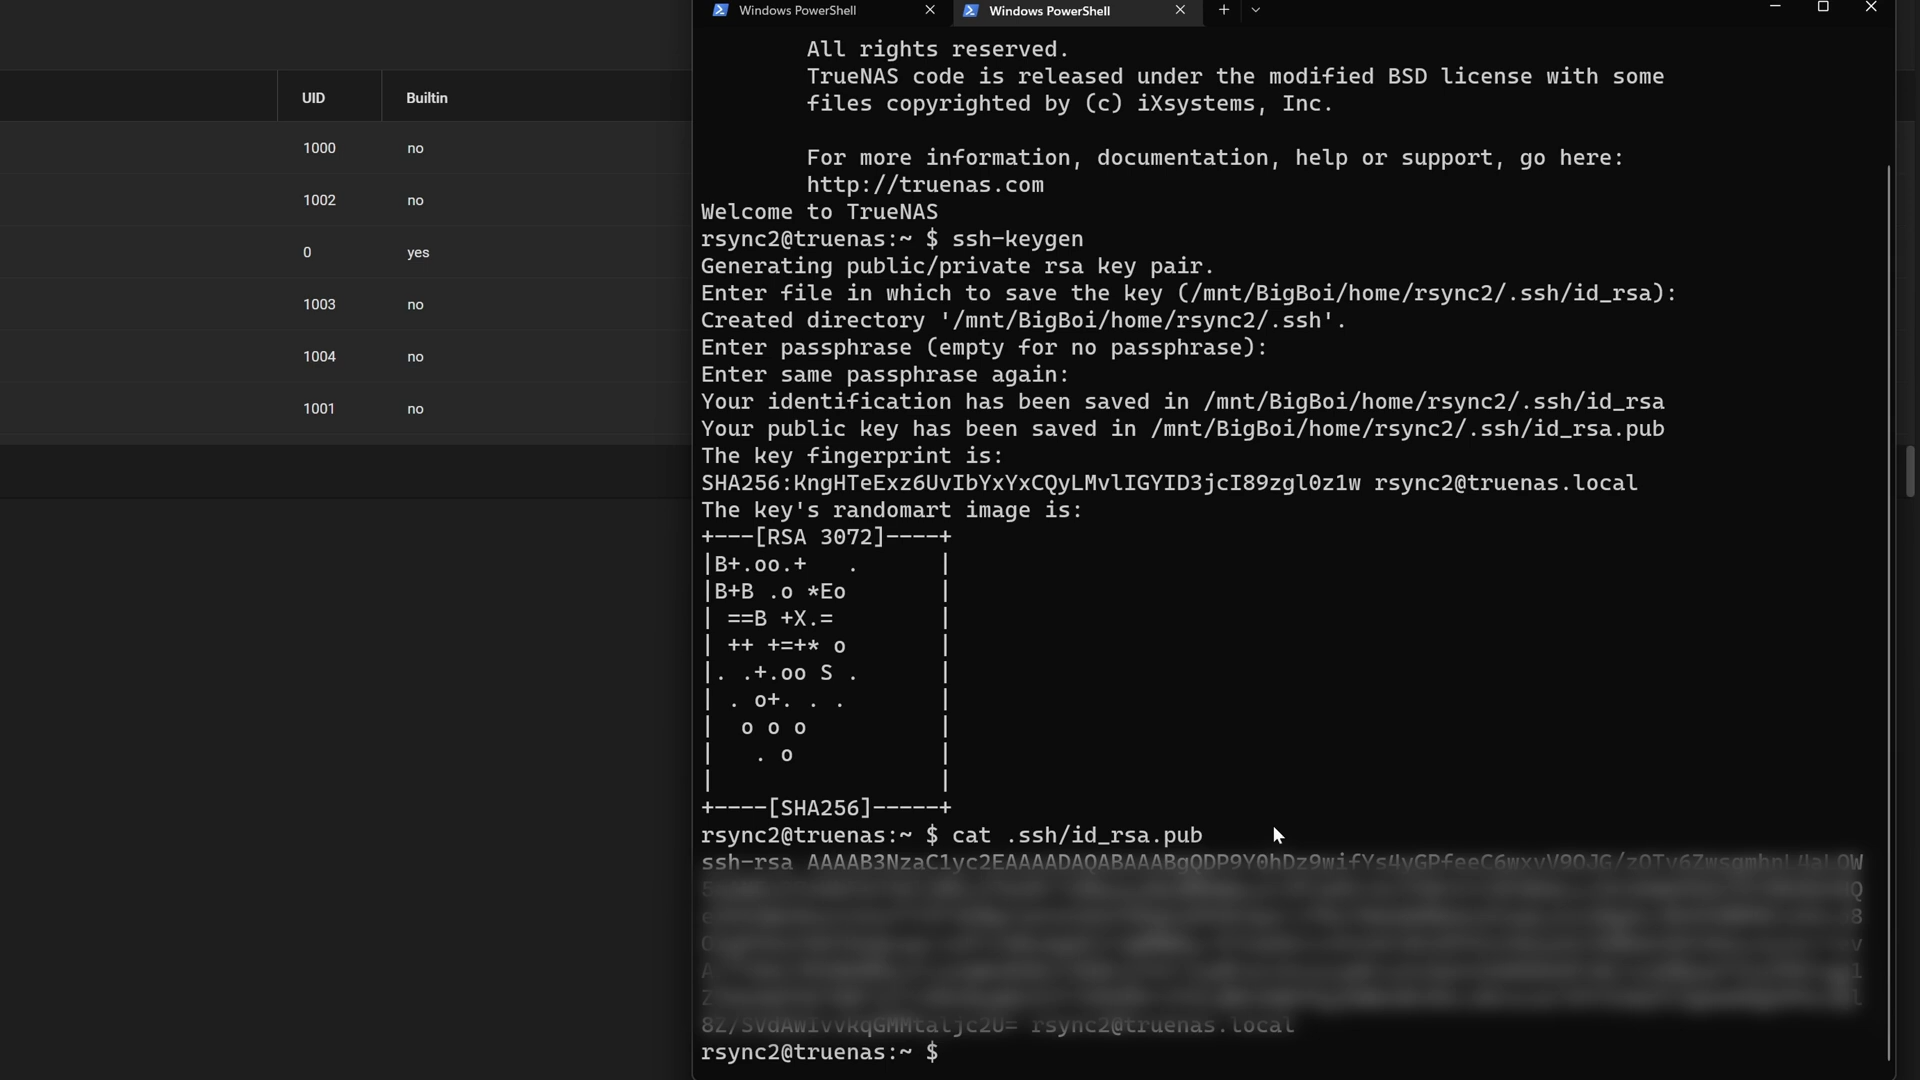 Windows PowerShell
Windows PowerShell
UID Builtin
1000 no
1002 no
0 yes
1003 no
1004 no
1001 no
All rights reserved.
TrueNAS code is released under the modified BSD license with some
files copyrighted by (c) iXsystems, Inc.
For more information, documentation, help or support, go here:
http://truenas.com
Welcome to TrueNAS
rsync2@truenas:~ $ ssh-keygen
Generating public/private rsa key pair.
Enter file in which to save the key (/mnt/BigBoi/home/rsync2/.ssh/id_rsa):
Created directory '/mnt/BigBoi/home/rsync2/.ssh'.
Enter passphrase (empty for no passphrase):
Enter same passphrase again:
Your identification has been saved in /mnt/BigBoi/home/rsync2/.ssh/id_rsa
Your public key has been saved in /mnt/BigBoi/home/rsync2/.ssh/id_rsa.pub
The key fingerprint is:
SHA256:KngHTeExz6UvIbYxYxCQyLMvlIGYID3jcI89zgl0z1w rsync2@truenas.local
The key's randomart image is:
+---[RSA 3072]----+
|B+.oo.+   .      |
|B+B .o *Eo       |
| ==B +X.=        |
| ++ +=+* o       |
|. .+.oo S .      |
| . o+. . .       |
|  o o o          |
|   . o           |
|                 |
+----[SHA256]-----+
rsync2@truenas:~ $ cat .ssh/id_rsa.pub
ssh-rsa
rsync2@truenas.local
rsync2@truenas:~ $